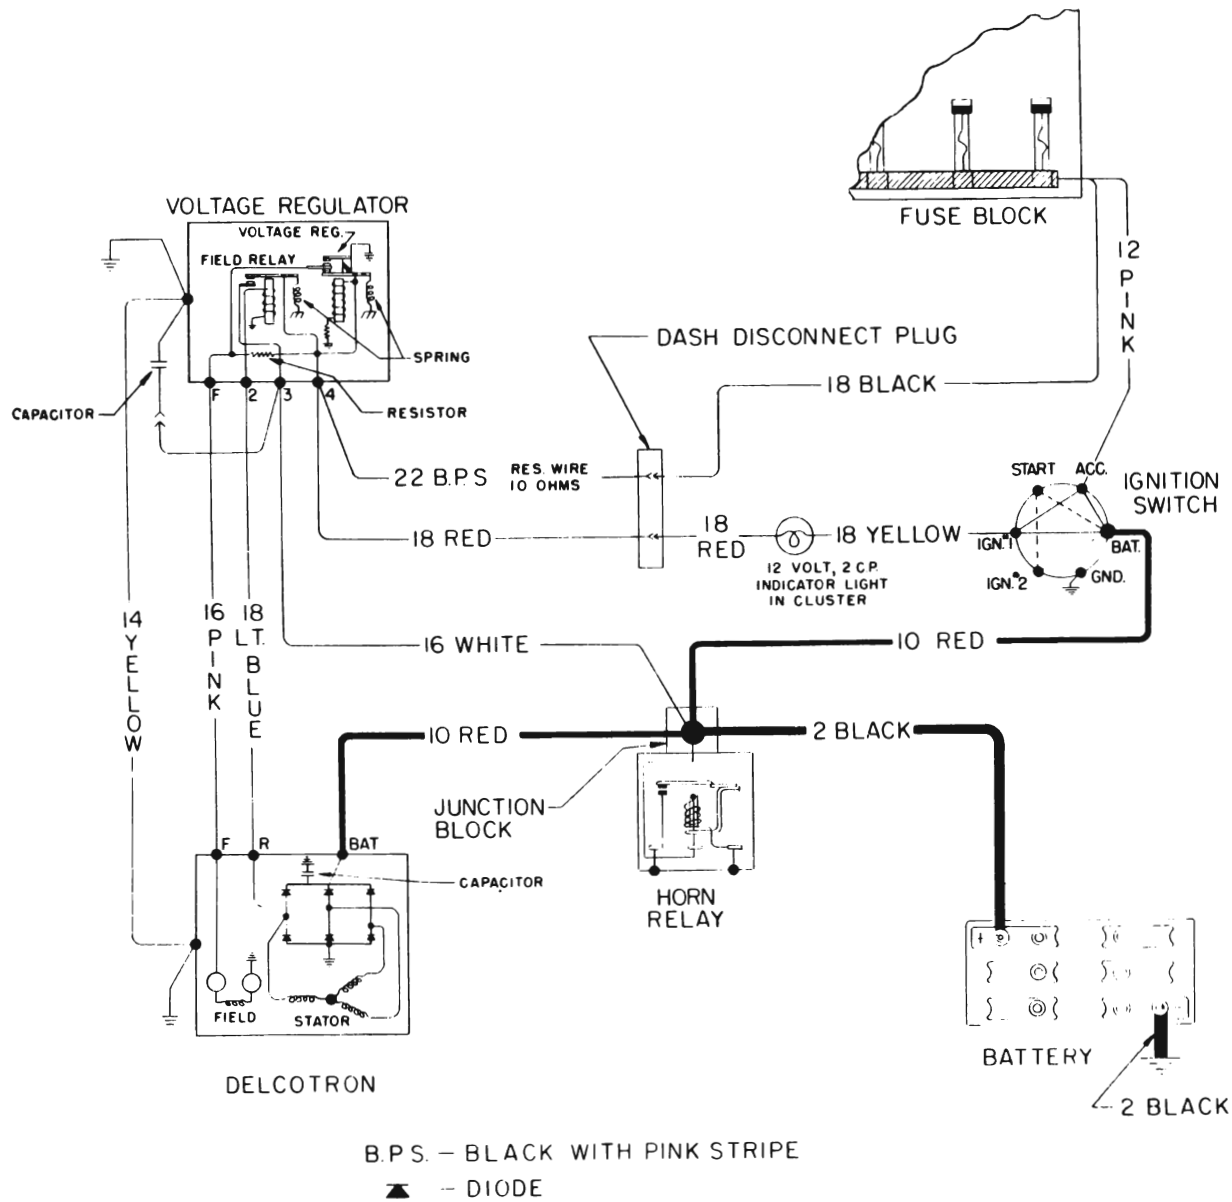 VOLTAGE REGULATOR
VOLTAGE REG.
FIELD RELAY
SPRING
F 2 3 4
RESISTOR
CAPACITOR
FUSE BLOCK
12 PINK
DASH DISCONNECT PLUG
18 BLACK
22 B.P.S
RES. WIRE
10 OHMS
18 RED
18
RED
18 YELLOW
12 VOLT, 2 C.P.
INDICATOR LIGHT
IN CLUSTER
START
ACC.
IGNITION
SWITCH
IGN. 1
BAT.
IGN. 2
GND.
14 YELLOW
16 PINK
18 LT. BLUE
16 WHITE
10 RED
10 RED
2 BLACK
JUNCTION
BLOCK
HORN
RELAY
F R BAT
CAPACITOR
FIELD
STATOR
DELCOTRON
+
BATTERY
2 BLACK
B.P.S. – BLACK WITH PINK STRIPE
– DIODE